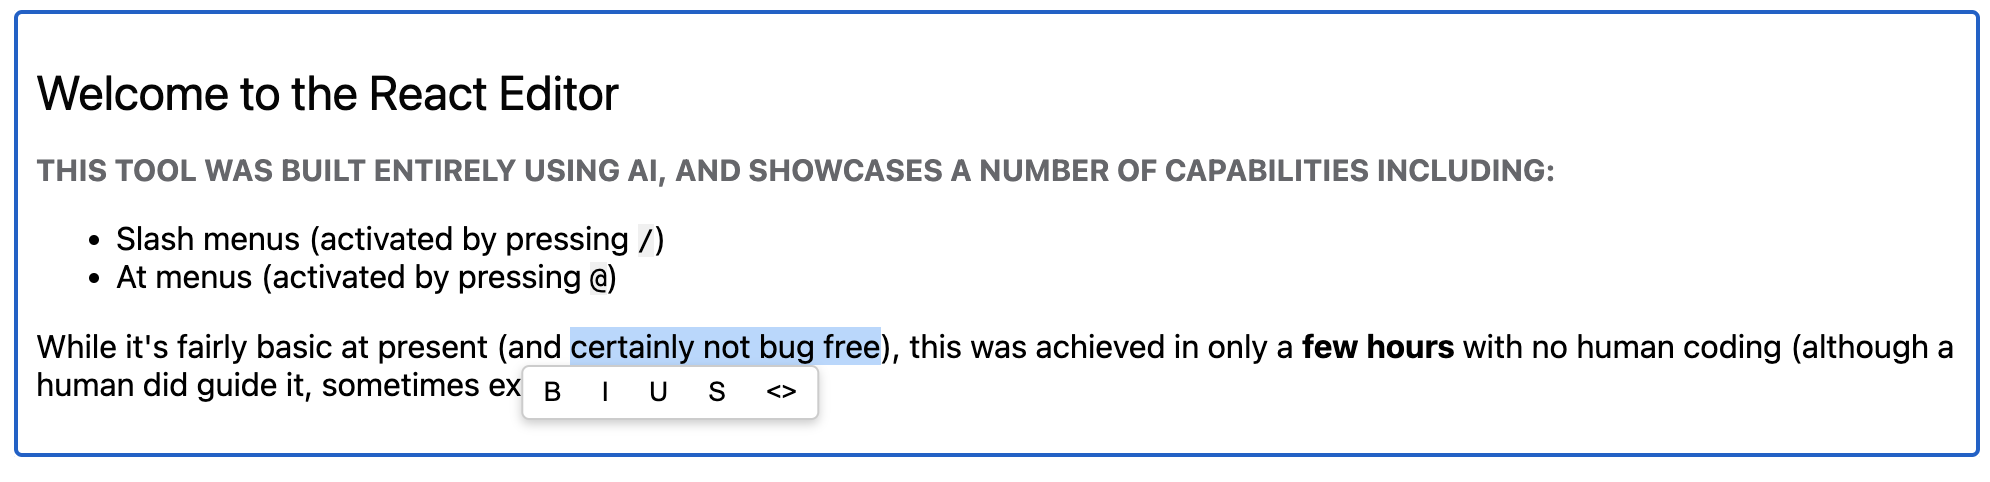 Welcome to the React Editor
THIS TOOL WAS BUILT ENTIRELY USING AI, AND SHOWCASES A NUMBER OF CAPABILITIES INCLUDING:
• Slash menus (activated by pressing /)
• At menus (activated by pressing @)
While it's fairly basic at present (and certainly not bug free), this was achieved in only a few hours with no human coding (although a
human did guide it, sometimes ex
B I U S <>